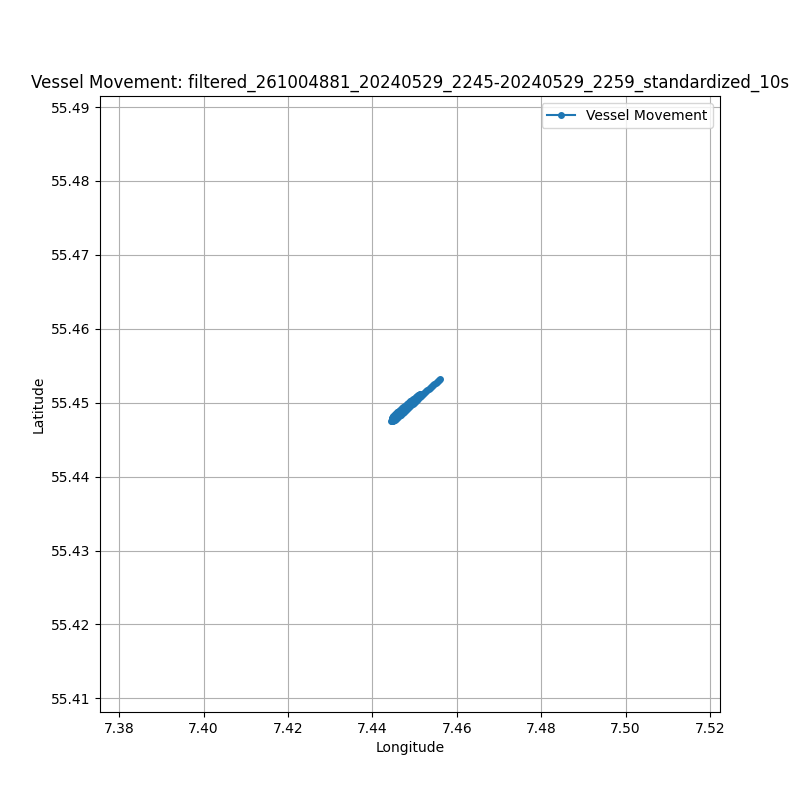 Vessel Movement: filtered_261004881_20240529_2245-20240529_2259_standardized_10s
Vessel Movement
55.49
55.48
55.47
55.46
55.45
55.44
55.43
55.42
55.41
Latitude
7.38 7.40 7.42 7.44 7.46 7.48 7.50 7.52
Longitude